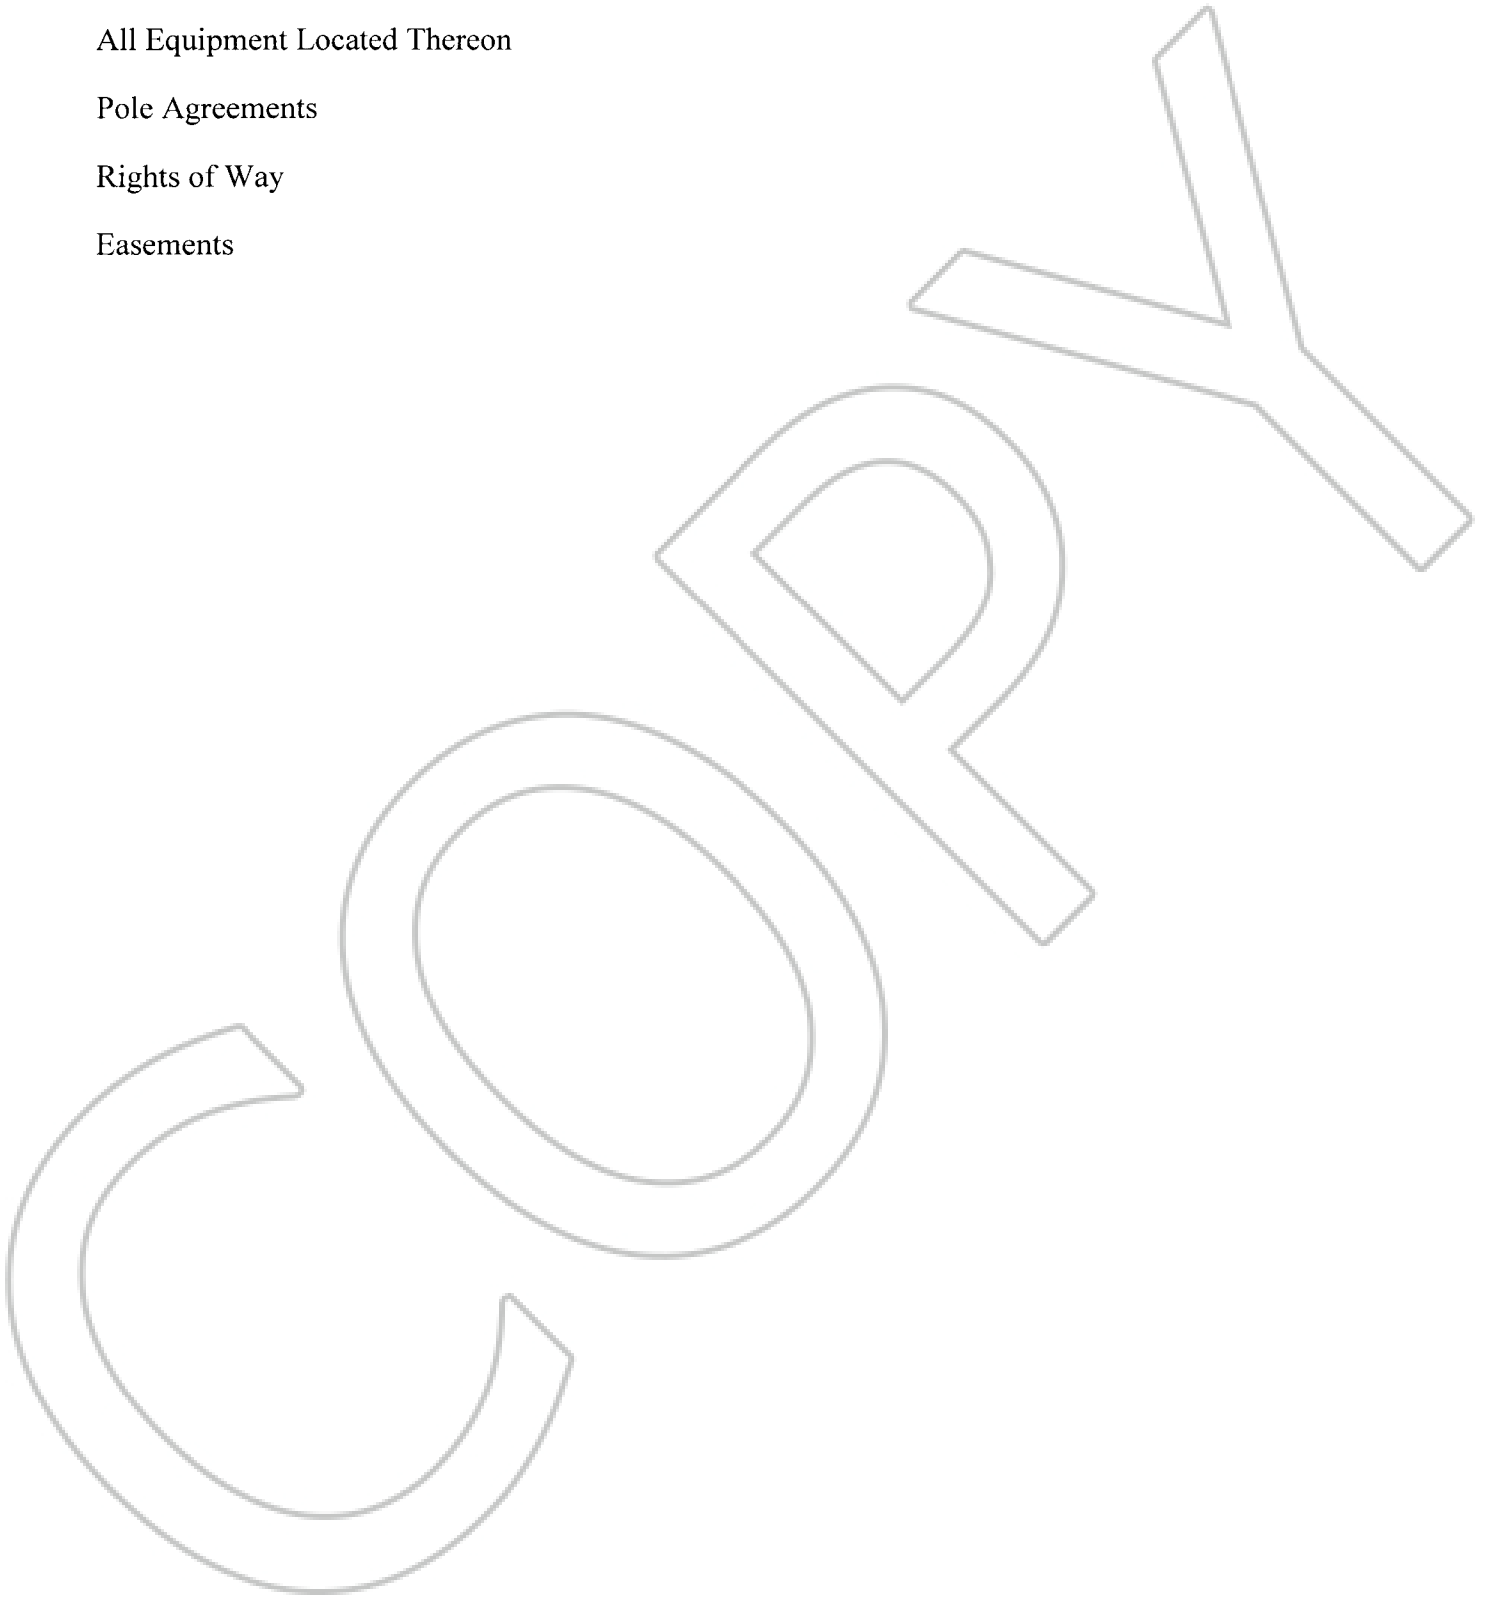 All Equipment Located Thereon
Pole Agreements
Rights of Way
Easements
COPY